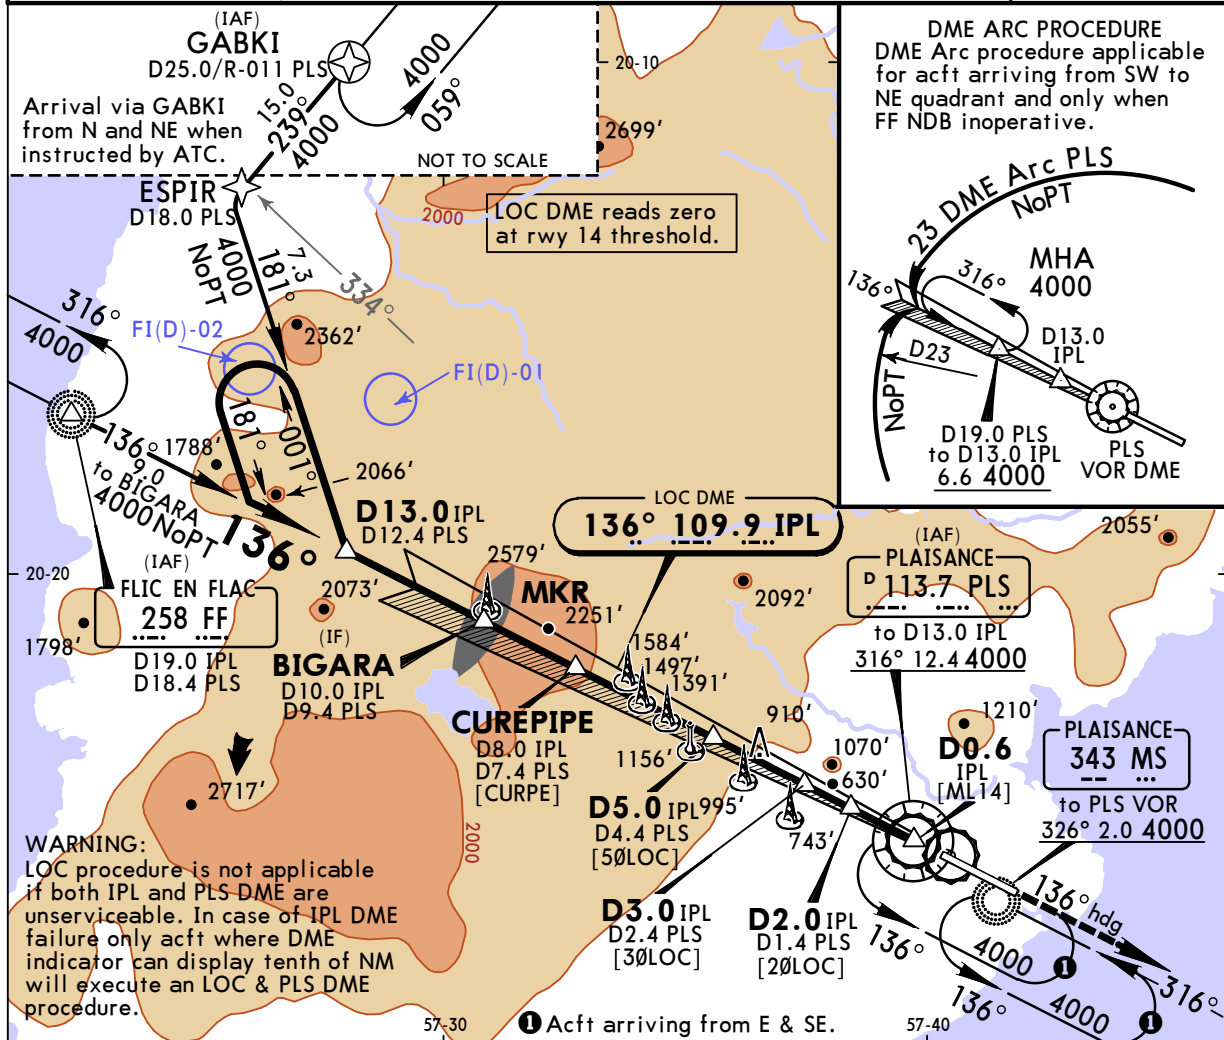 (IAF)
GABKI
D25.0/R-011 PLS
Arrival via GABKI
from N and NE when
instructed by ATC.
15.0
239°
4000
4000
059°
NOT TO SCALE
ESPIR
D18.0 PLS
20-10
2699'
2000
LOC DME reads zero
at rwy 14 threshold.
DME ARC PROCEDURE
DME Arc procedure applicable
for acft arriving from SW to
NE quadrant and only when
FF NDB inoperative.
23 DME Arc PLS
NoPT
MHA
4000
316°
136°
D13.0
IPL
D23
NoPT
D19.0 PLS
to D13.0 IPL
6.6 4000
PLS
VOR DME
7.3
181°
4000
NoPT
334°
316°
4000
FI(D)-02
2362'
FI(D)-01
181°
001°
136°
9.0
to BIGARA
4000 NoPT
1788'
2066'
136°
D13.0 IPL
D12.4 PLS
LOC DME
136° 109.9 IPL
2055'
20-20
(IAF)
FLIC EN FLAC
258 FF
D19.0 IPL
D18.4 PLS
1798'
2073'
2579'
MKR
2251'
2092'
(IAF)
PLAISANCE
D 113.7 PLS
to D13.0 IPL
316° 12.4 4000
(IF)
BIGARA
D10.0 IPL
D9.4 PLS
1584'
1497'
1391'
CUREPIPE
D8.0 IPL
D7.4 PLS
[CURPE]
910'
1156'
1070'
630'
1210'
D0.6
IPL
[ML14]
PLAISANCE
343 MS
to PLS VOR
326° 2.0 4000
2717'
2000
D5.0 IPL
D4.4 PLS
[50LOC]
995'
743'
WARNING:
LOC procedure is not applicable
if both IPL and PLS DME are
unserviceable. In case of IPL DME
failure only acft where DME
indicator can display tenth of NM
will execute an LOC & PLS DME
procedure.
D3.0 IPL
D2.4 PLS
[30LOC]
D2.0 IPL
D1.4 PLS
[20LOC]
136° hdg
136°
4000
1
316°
136°
4000
1
57-30
1 Acft arriving from E & SE.
57-40